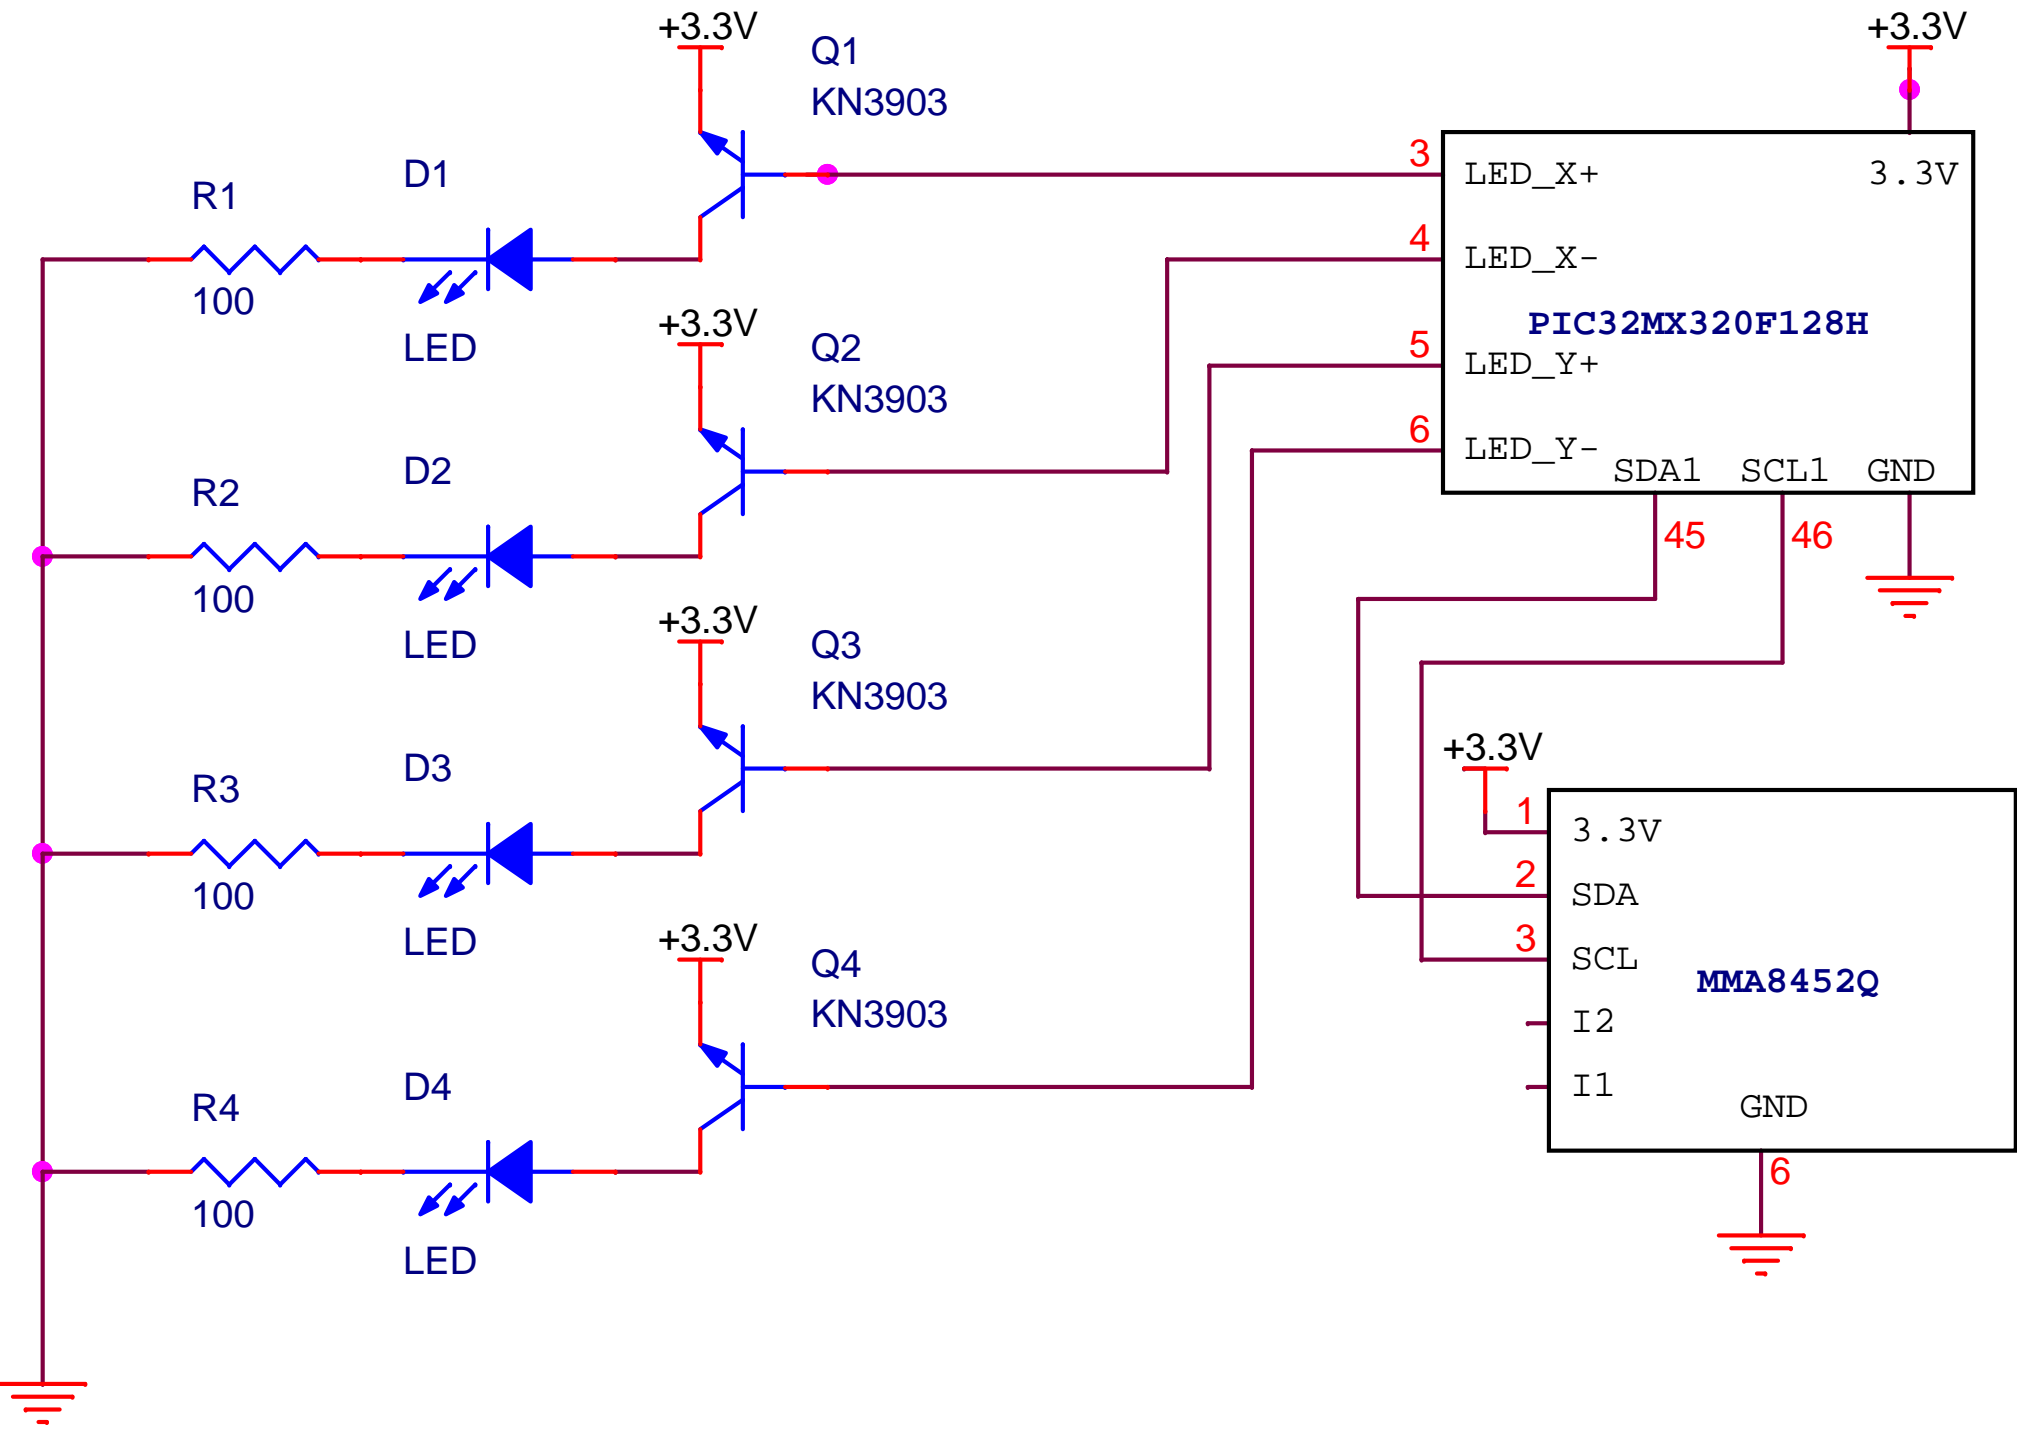 +3.3V
Q1
KN3903
D1
R1
100
LED
+3.3V
Q2
KN3903
D2
R2
100
LED
+3.3V
Q3
KN3903
D3
R3
100
LED
+3.3V
Q4
KN3903
D4
R4
100
LED
+3.3V
3 LED_X+ 3.3V
4 LED_X-
PIC32MX320F128H
5 LED_Y+
6 LED_Y-
SDA1 SCL1 GND
45 46
+3.3V
1 3.3V
2 SDA
3 SCL
MMA8452Q
I2
I1
GND
6